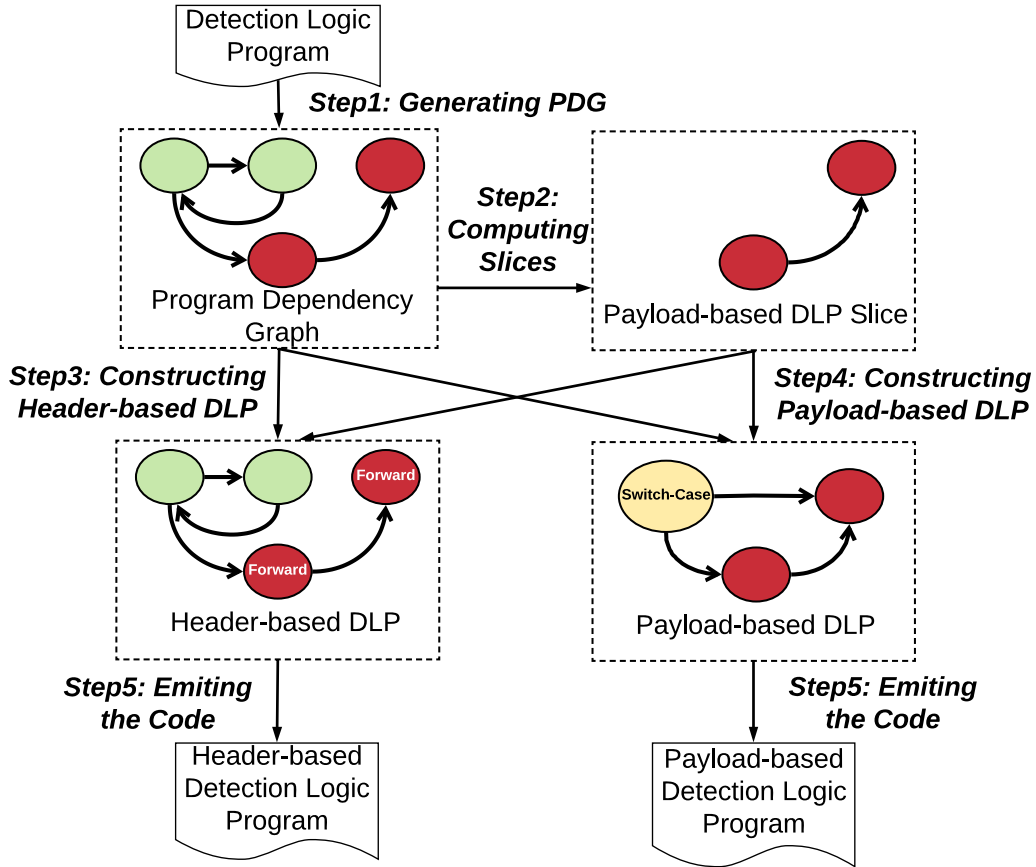 Detection Logic
Program
Step1: Generating PDG
Step2:
Computing
Slices
Program Dependency
Graph
Payload-based DLP Slice
Step3: Constructing
Header-based DLP
Step4: Constructing
Payload-based DLP
Forward
Forward
Header-based DLP
Switch-Case
Payload-based DLP
Step5: Emiting
the Code
Step5: Emiting
the Code
Header-based
Detection Logic
Program
Payload-based
Detection Logic
Program